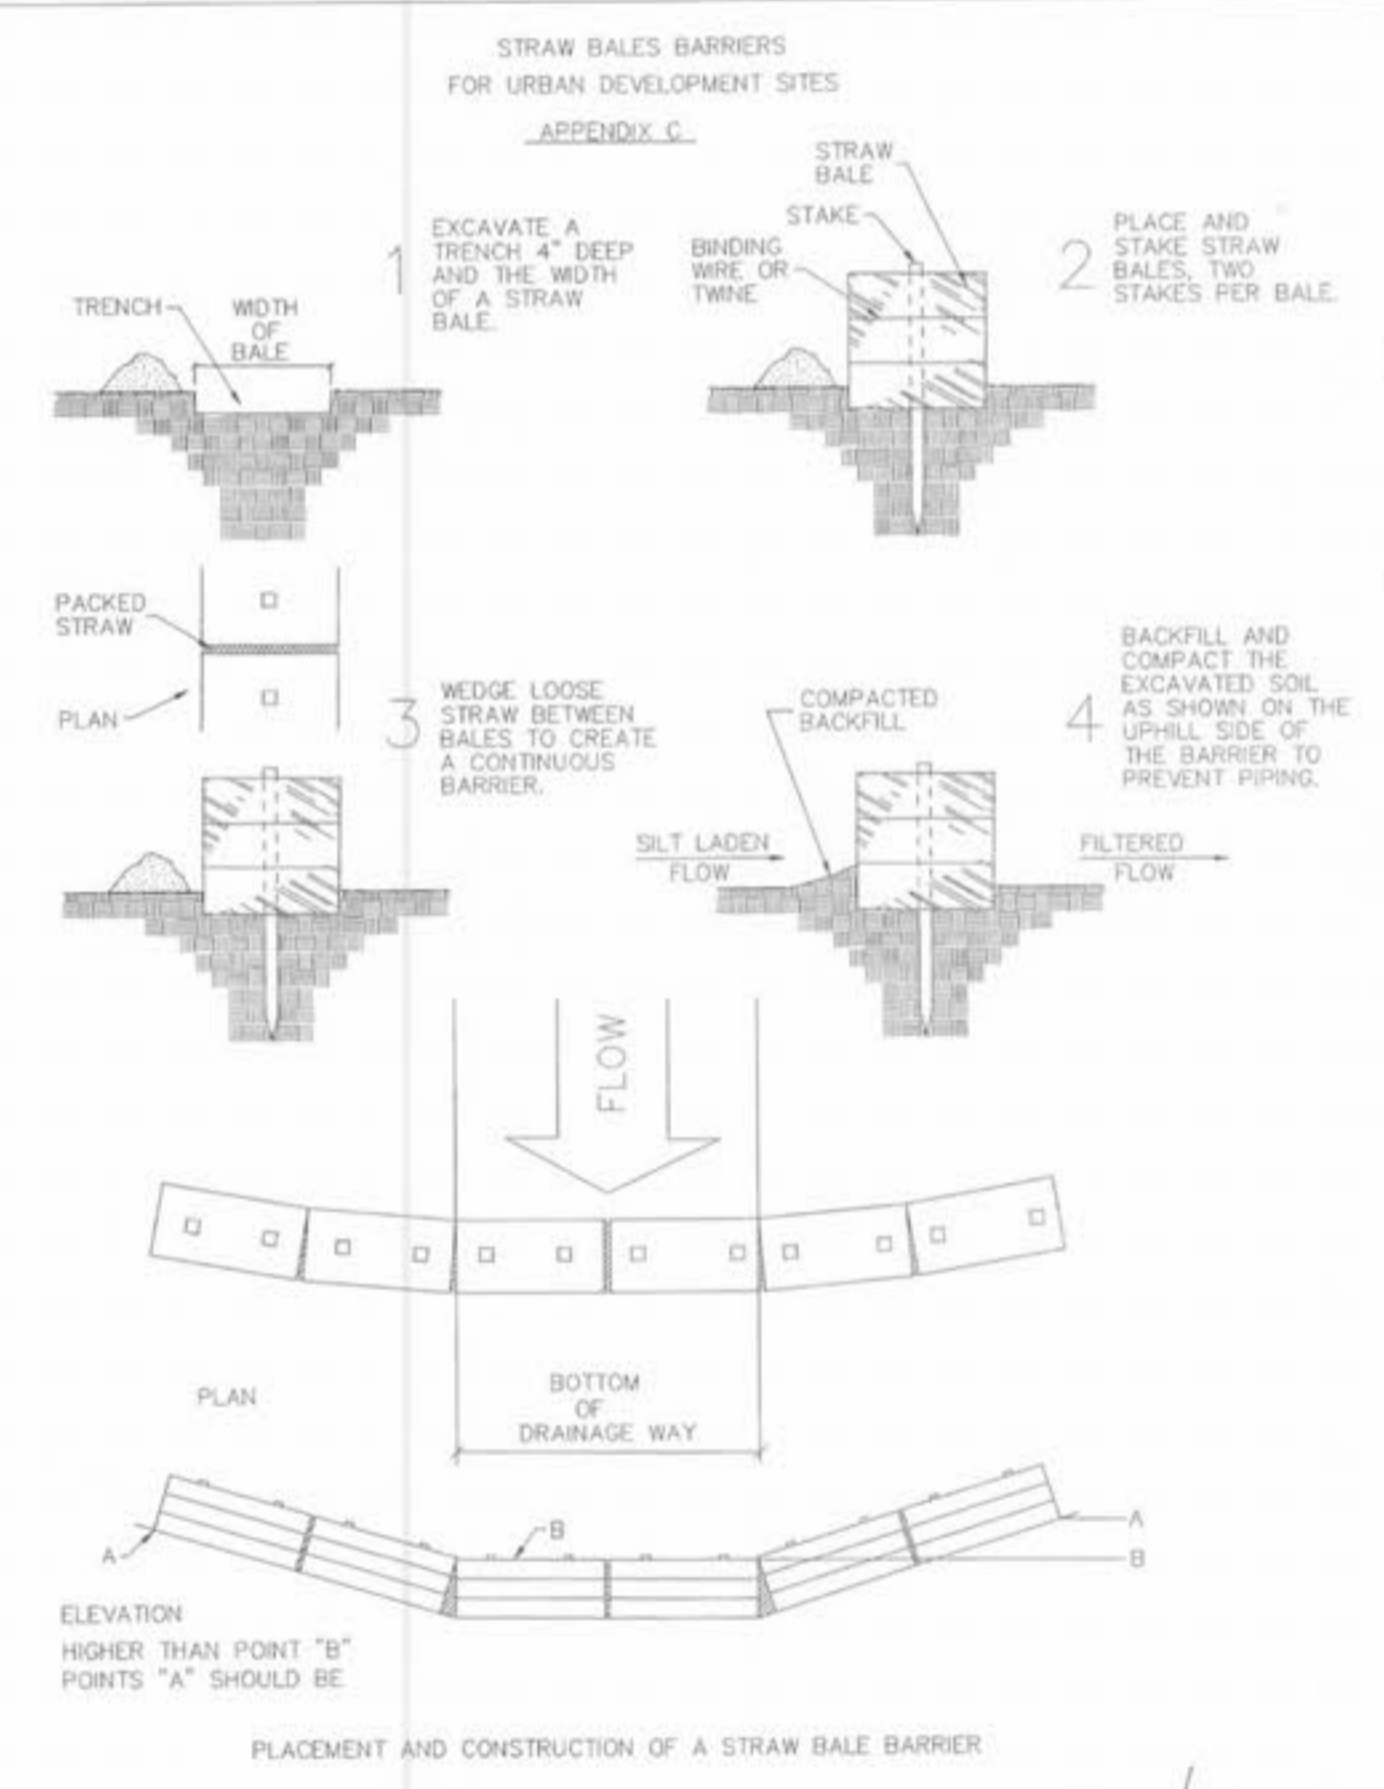 STRAW BALES BARRIERS
FOR URBAN DEVELOPMENT SITES
APPENDIX C
1
EXCAVATE A
TRENCH 4" DEEP
AND THE WIDTH
OF A STRAW
BALE.
TRENCH
WIDTH
OF
BALE
STRAW
BALE
STAKE
BINDING
WIRE OR
TWINE
2
PLACE AND
STAKE STRAW
BALES, TWO
STAKES PER BALE.
PACKED
STRAW
PLAN
3
WEDGE LOOSE
STRAW BETWEEN
BALES TO CREATE
A CONTINUOUS
BARRIER.
COMPACTED
BACKFILL
4
BACKFILL AND
COMPACT THE
EXCAVATED SOIL
AS SHOWN ON THE
UPHILL SIDE OF
THE BARRIER TO
PREVENT PIPING.
SILT LADEN
FLOW
FILTERED
FLOW
FLOW
PLAN
BOTTOM
OF
DRAINAGE WAY
A
B
A
B
ELEVATION
HIGHER THAN POINT "B"
POINTS "A" SHOULD BE
PLACEMENT AND CONSTRUCTION OF A STRAW BALE BARRIER